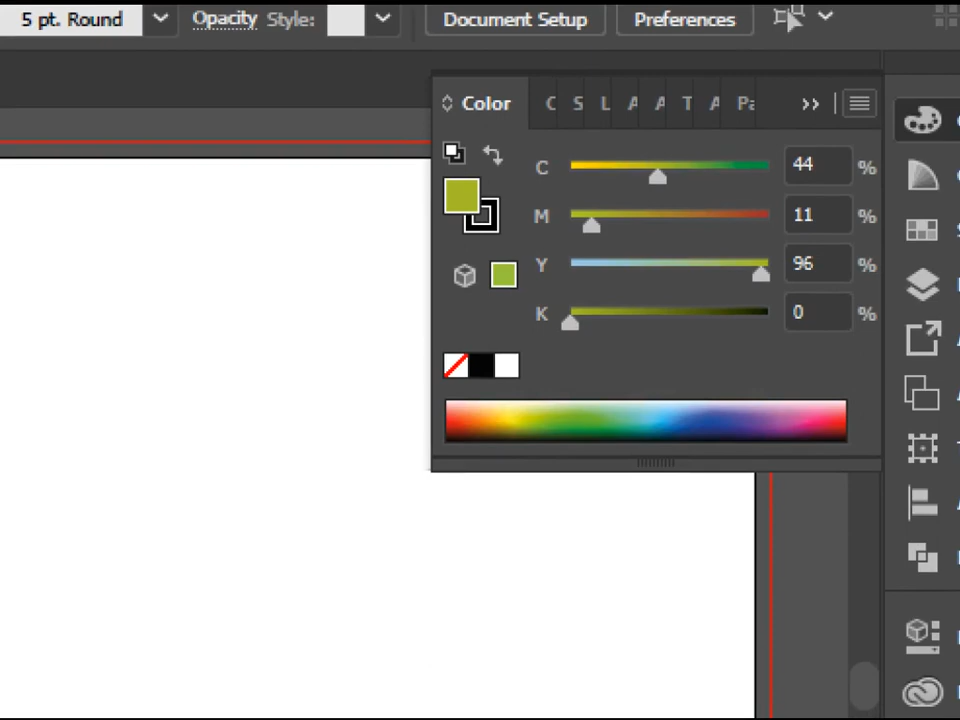 5 pt. Round Opacity Style: Document Setup Preferences
Color C S L A A T A Pa
C 44 %
M 11 %
Y 96 %
K 0 %